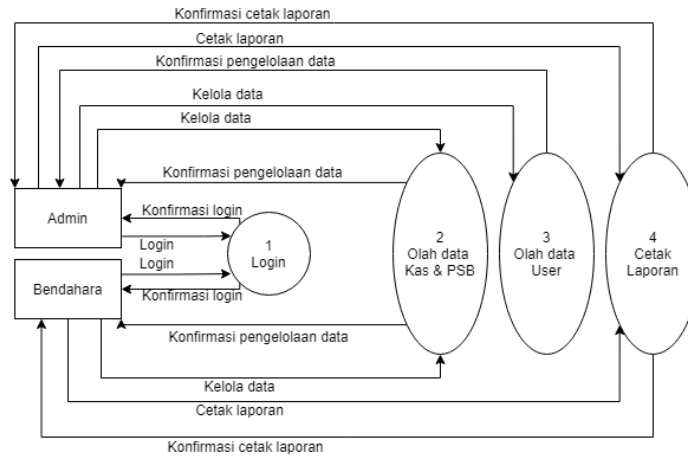 Konfirmasi cetak laporan
Cetak laporan
Konfirmasi pengelolaan data
Kelola data
Kelola data
Konfirmasi pengelolaan data
Admin
Konfirmasi login
Login
1
Login
2
Olah data
Kas & PSB
3
Olah data
User
4
Cetak
Laporan
Login
Bendahara
Konfirmasi login
Konfirmasi pengelolaan data
Kelola data
Cetak laporan
Konfirmasi cetak laporan